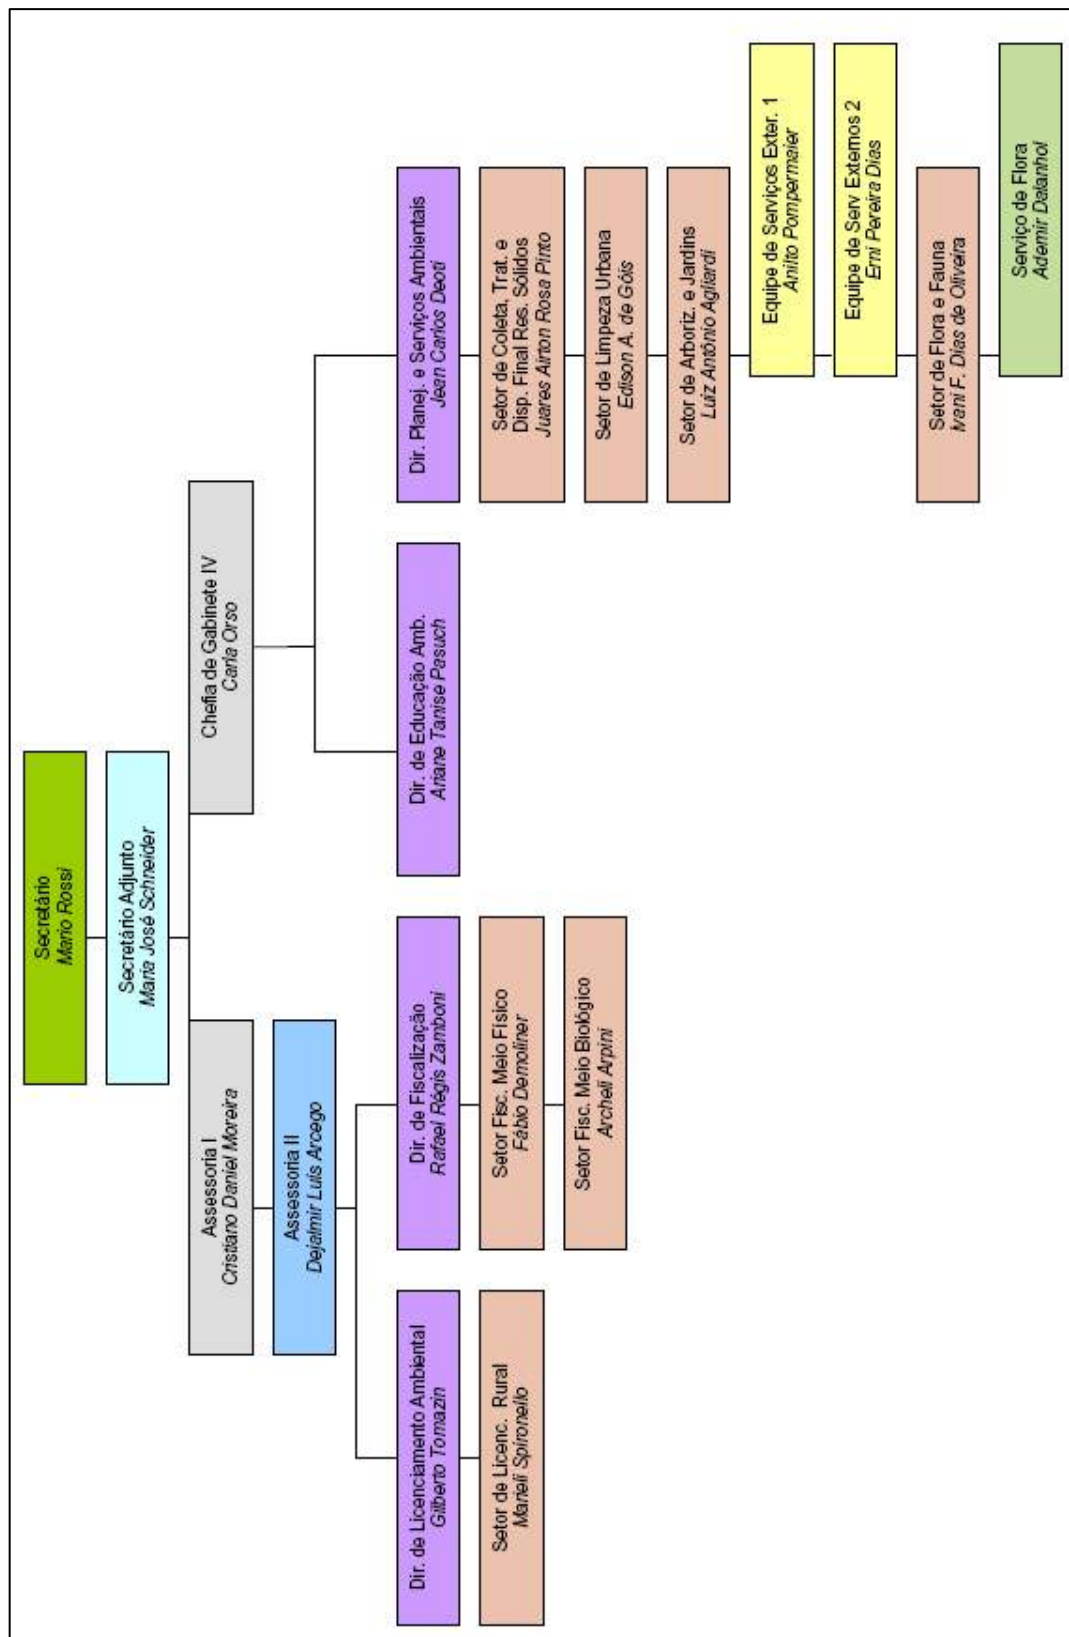 Secretário
Mario Rossi
Secretário Adjunto
Maria José Schneider
Assessoria I
Cristiano Daniel Moreira
Chefia de Gabinete IV
Carla Orso
Assessoria II
Dejalmir Luís Arcego
Dir. de Licenciamento Ambiental
Gilberto Tomazin
Dir. de Fiscalização
Rafael Régis Zamboni
Dir. de Educação Amb.
Ariane Tanise Pasuch
Dir. Planej. e Serviços Ambientais
Jean Carlos Deoti
Setor de Licenc. Rural
Marieli Spironello
Setor Fisc. Meio Físico
Fábio Demoliner
Setor de Coleta, Trat. e
Disp. Final Res. Sólidos
Juares Airton Rosa Pinto
Setor Fisc. Meio Biológico
Archeli Arpini
Setor de Limpeza Urbana
Edison A. de Góis
Setor de Arboriz. e Jardins
Luiz Antônio Agliardi
Equipe de Serviços Exter. 1
Anilto Pompermaier
Equipe de Serv Externos 2
Erni Pereira Dias
Setor de Flora e Fauna
Ivani F. Dias de Oliveira
Serviço de Flora
Ademir Dalanhol